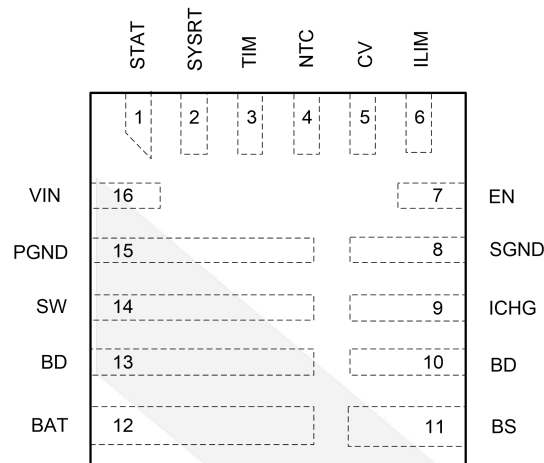 STAT SYSRT TIM NTC CV ILIM
1 2 3 4 5 6
VIN 16 7 EN
PGND 15 8 SGND
SW 14 9 ICHG
BD 13 10 BD
BAT 12 11 BS